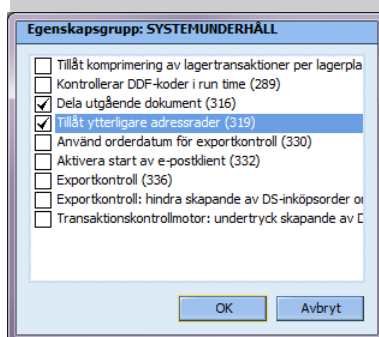 Egenskapsgrupp: SYSTEMUNDERHÅLL
Tillåt komprimering av lagertransaktioner per lagerpla
Kontrollerar DDF-koder i run time (289)
Dela utgående dokument (316)
Tillåt ytterligare adressrader (319)
Använd orderdatum för exportkontroll (330)
Aktivera start av e-postklient (332)
Exportkontroll (336)
Exportkontroll: hindra skapande av DS-inköpsorder or
Transaktionskontrollmotor: undertryck skapande av D
OK Avbryt